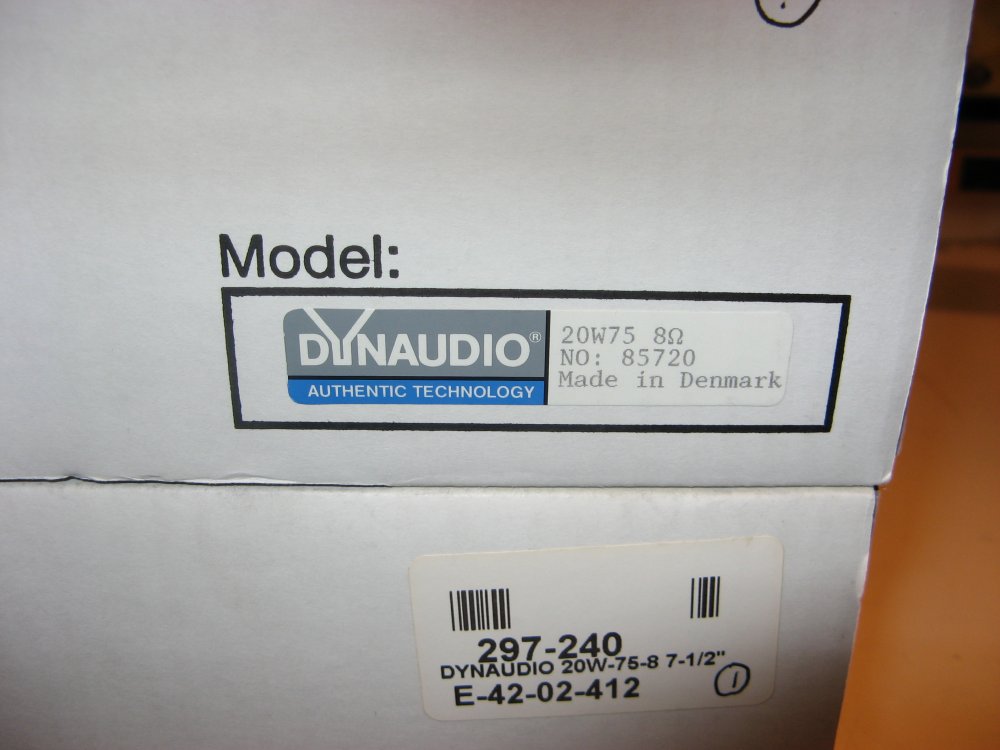 Model:
DYNAUDIO®
AUTHENTIC TECHNOLOGY
20W75 8Ω
NO: 85720
Made in Denmark
297-240
DYNAUDIO 20W-75-8 7-1/2"
E-42-02-412
1